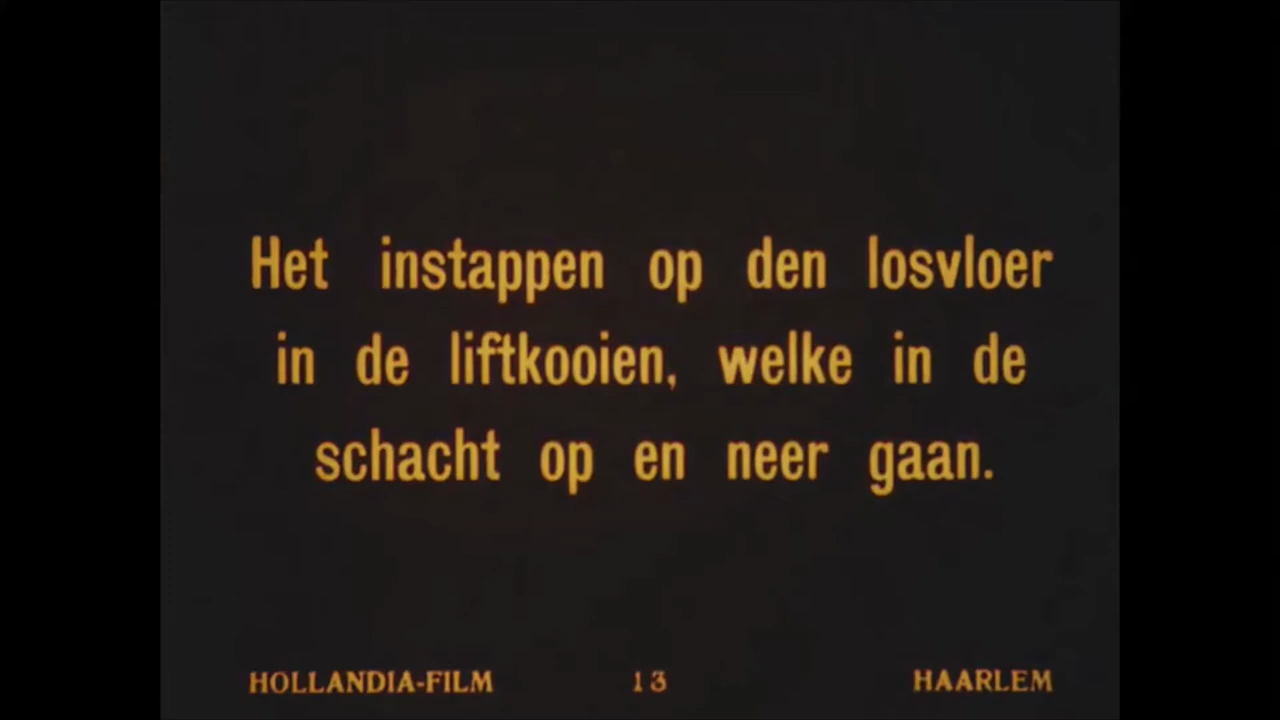 Het instappen op den losvloer
in de liftkooien, welke in de
schacht op en neer gaan.
HOLLANDIA-FILM 13 HAARLEM